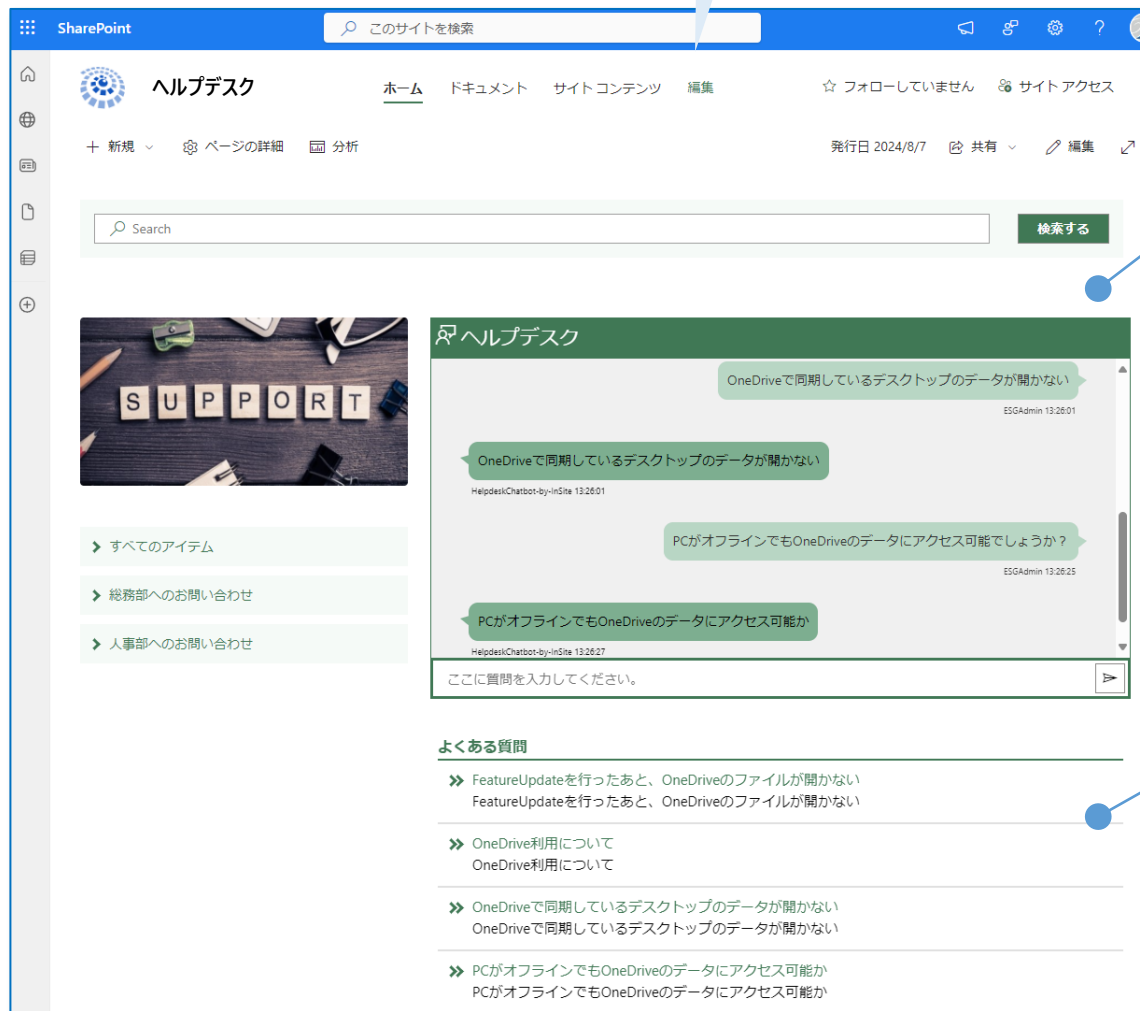 SharePoint
このサイトを検索
ヘルプデスク
ホーム ドキュメント サイト コンテンツ 編集
フォローしていません サイト アクセス
新規 ページの詳細 分析
発行日 2024/8/7 共有 編集
Search
検索する
SUPPORT
すべてのアイテム
総務部へのお問い合わせ
人事部へのお問い合わせ
ヘルプデスク
OneDriveで同期しているデスクトップのデータが開かない
ESGAdmin 13:26:01
OneDriveで同期しているデスクトップのデータが開かない
HelpdeskChatbot-by-InSite 13:26:01
PCがオフラインでもOneDriveのデータにアクセス可能でしょうか？
ESGAdmin 13:26:25
PCがオフラインでもOneDriveのデータにアクセス可能か
HelpdeskChatbot-by-InSite 13:26:27
ここに質問を入力してください。
よくある質問
FeatureUpdateを行ったあと、OneDriveのファイルが開かない
FeatureUpdateを行ったあと、OneDriveのファイルが開かない
OneDrive利用について
OneDrive利用について
OneDriveで同期しているデスクトップのデータが開かない
OneDriveで同期しているデスクトップのデータが開かない
PCがオフラインでもOneDriveのデータにアクセス可能か
PCがオフラインでもOneDriveのデータにアクセス可能か